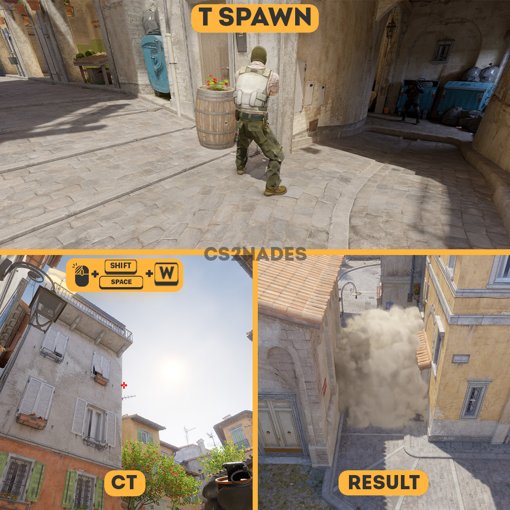 T SPAWN
CS2NADES
+ SHIFT SPACE + W
CT
RESULT